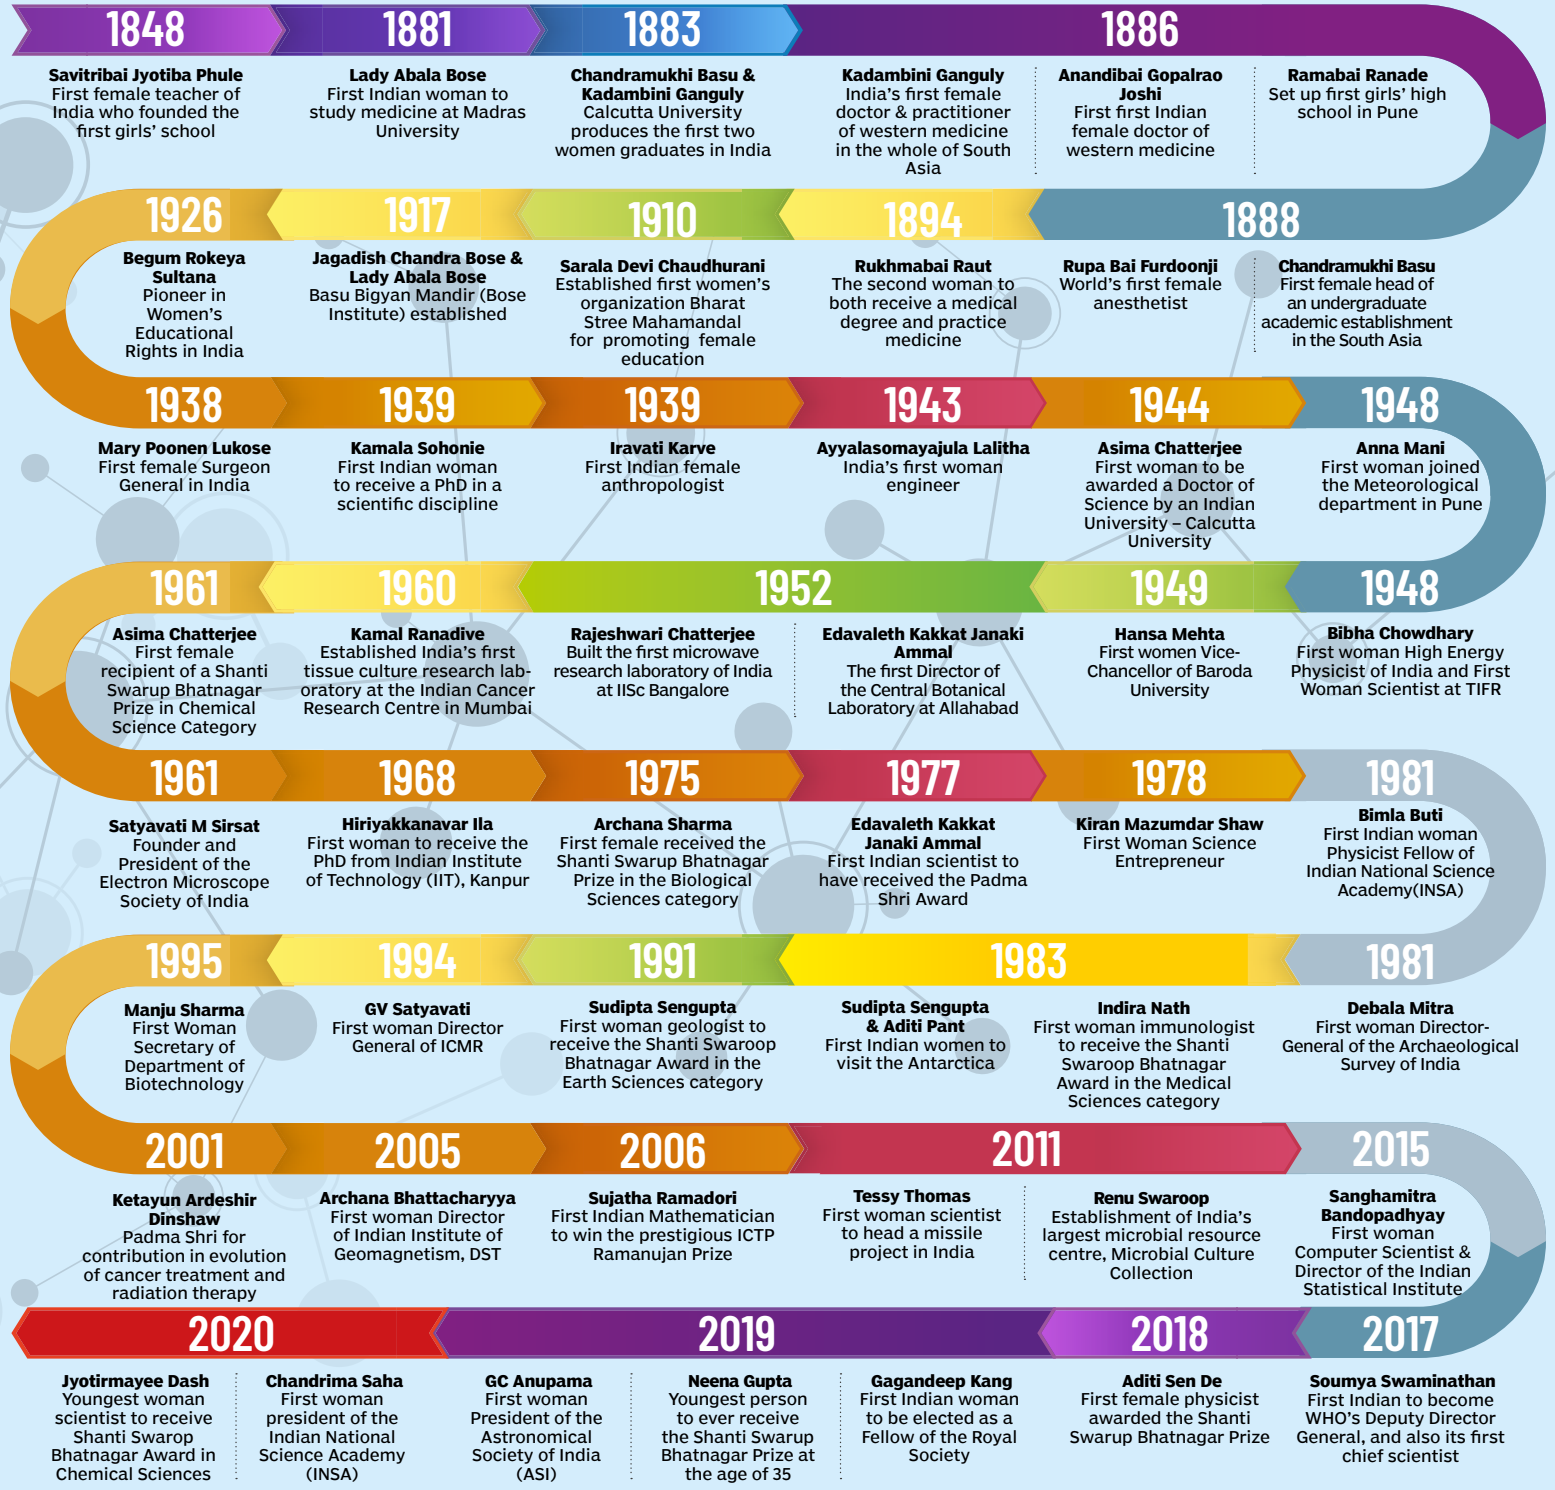 1848
1881
1883
1886
Savitribai Jyotiba Phule
First female teacher of
India who founded the
first girls' school
Lady Abala Bose
First Indian woman to
study medicine at Madras
University
Chandramukhi Basu &
Kadambini Ganguly
Calcutta University
produces the first two
women graduates in India
Kadambini Ganguly
India's first female
doctor & practitioner
of western medicine
in the whole of South
Asia
Anandibai Gopalrao
Joshi
First first Indian
female doctor of
western medicine
Ramabai Ranade
Set up first girls' high
school in Pune
1926
1917
1910
1894
1888
Begum Rokeya
Sultana
Pioneer in
Women's
Educational
Rights in India
Jagadish Chandra Bose &
Lady Abala Bose
Basu Bigyan Mandir (Bose
Institute) established
Sarala Devi Chaudhurani
Established first women's
organization Bharat
Stree Mahamandal
for promoting female
education
Rukhmabai Raut
The second woman to
both receive a medical
degree and practice
medicine
Rupa Bai Furdoonji
World's first female
anesthetist
Chandramukhi Basu
First female head of
an undergraduate
academic establishment
in the South Asia
1938
1939
1939
1943
1944
1948
Mary Poonen Lukose
First female Surgeon
General in India
Kamala Sohonie
First Indian woman
to receive a PhD in a
scientific discipline
Iravati Karve
First Indian female
anthropologist
Ayyalasomayajula Lalitha
India's first woman
engineer
Asima Chatterjee
First woman to be
awarded a Doctor of
Science by an Indian
University – Calcutta
University
Anna Mani
First woman joined
the Meteorological
department in Pune
1961
1960
1952
1949
1948
Asima Chatterjee
First female
recipient of a Shanti
Swarup Bhatnagar
Prize in Chemical
Science Category
Kamal Ranadive
Established India's first
tissue culture research lab-
oratory at the Indian Cancer
Research Centre in Mumbai
Rajeshwari Chatterjee
Built the first microwave
research laboratory of India
at IISc Bangalore
Edavaleth Kakkat Janaki
Ammal
The first Director of
the Central Botanical
Laboratory at Allahabad
Hansa Mehta
First women Vice-
Chancellor of Baroda
University
Bibha Chowdhary
First woman High Energy
Physicist of India and First
Woman Scientist at TIFR
1961
1968
1975
1977
1978
1981
Satyavati M Sirsat
Founder and
President of the
Electron Microscope
Society of India
Hiriyakkanavar Ila
First woman to receive the
PhD from Indian Institute
of Technology (IIT), Kanpur
Archana Sharma
First female received the
Shanti Swarup Bhatnagar
Prize in the Biological
Sciences category
Edavaleth Kakkat
Janaki Ammal
First Indian scientist to
have received the Padma
Shri Award
Kiran Mazumdar Shaw
First Woman Science
Entrepreneur
Bimla Buti
First Indian woman
Physicist Fellow of
Indian National Science
Academy(INSA)
1995
1994
1991
1983
1981
Manju Sharma
First Woman
Secretary of
Department of
Biotechnology
GV Satyavati
First woman Director
General of ICMR
Sudipta Sengupta
First woman geologist to
receive the Shanti Swaroop
Bhatnagar Award in the
Earth Sciences category
Sudipta Sengupta
& Aditi Pant
First Indian women to
visit the Antarctica
Indira Nath
First woman immunologist
to receive the Shanti
Swaroop Bhatnagar
Award in the Medical
Sciences category
Debala Mitra
First woman Director-
General of the Archaeological
Survey of India
2001
2005
2006
2011
2015
Ketayun Ardeshir
Dinshaw
Padma Shri for
contribution in evolution
of cancer treatment and
radiation therapy
Archana Bhattacharyya
First woman Director
of Indian Institute of
Geomagnetism, DST
Sujatha Ramadori
First Indian Mathematician
to win the prestigious ICTP
Ramanujan Prize
Tessy Thomas
First woman scientist
to head a missile
project in India
Renu Swaroop
Establishment of India's
largest microbial resource
centre, Microbial Culture
Collection
Sanghamitra
Bandopadhyay
First woman
Computer Scientist &
Director of the Indian
Statistical Institute
2020
2019
2018
2017
Jyotirmayee Dash
Youngest woman
scientist to receive
Shanti Swarop
Bhatnagar Award in
Chemical Sciences
Chandrima Saha
First woman
president of the
Indian National
Science Academy
(INSA)
GC Anupama
First woman
President of the
Astronomical
Society of India
(ASI)
Neena Gupta
Youngest person
to ever receive
the Shanti Swarup
Bhatnagar Prize at
the age of 35
Gagandeep Kang
First Indian woman
to be elected as a
Fellow of the Royal
Society
Aditi Sen De
First female physicist
awarded the Shanti
Swarup Bhatnagar Prize
Soumya Swaminathan
First Indian to become
WHO's Deputy Director
General, and also its first
chief scientist